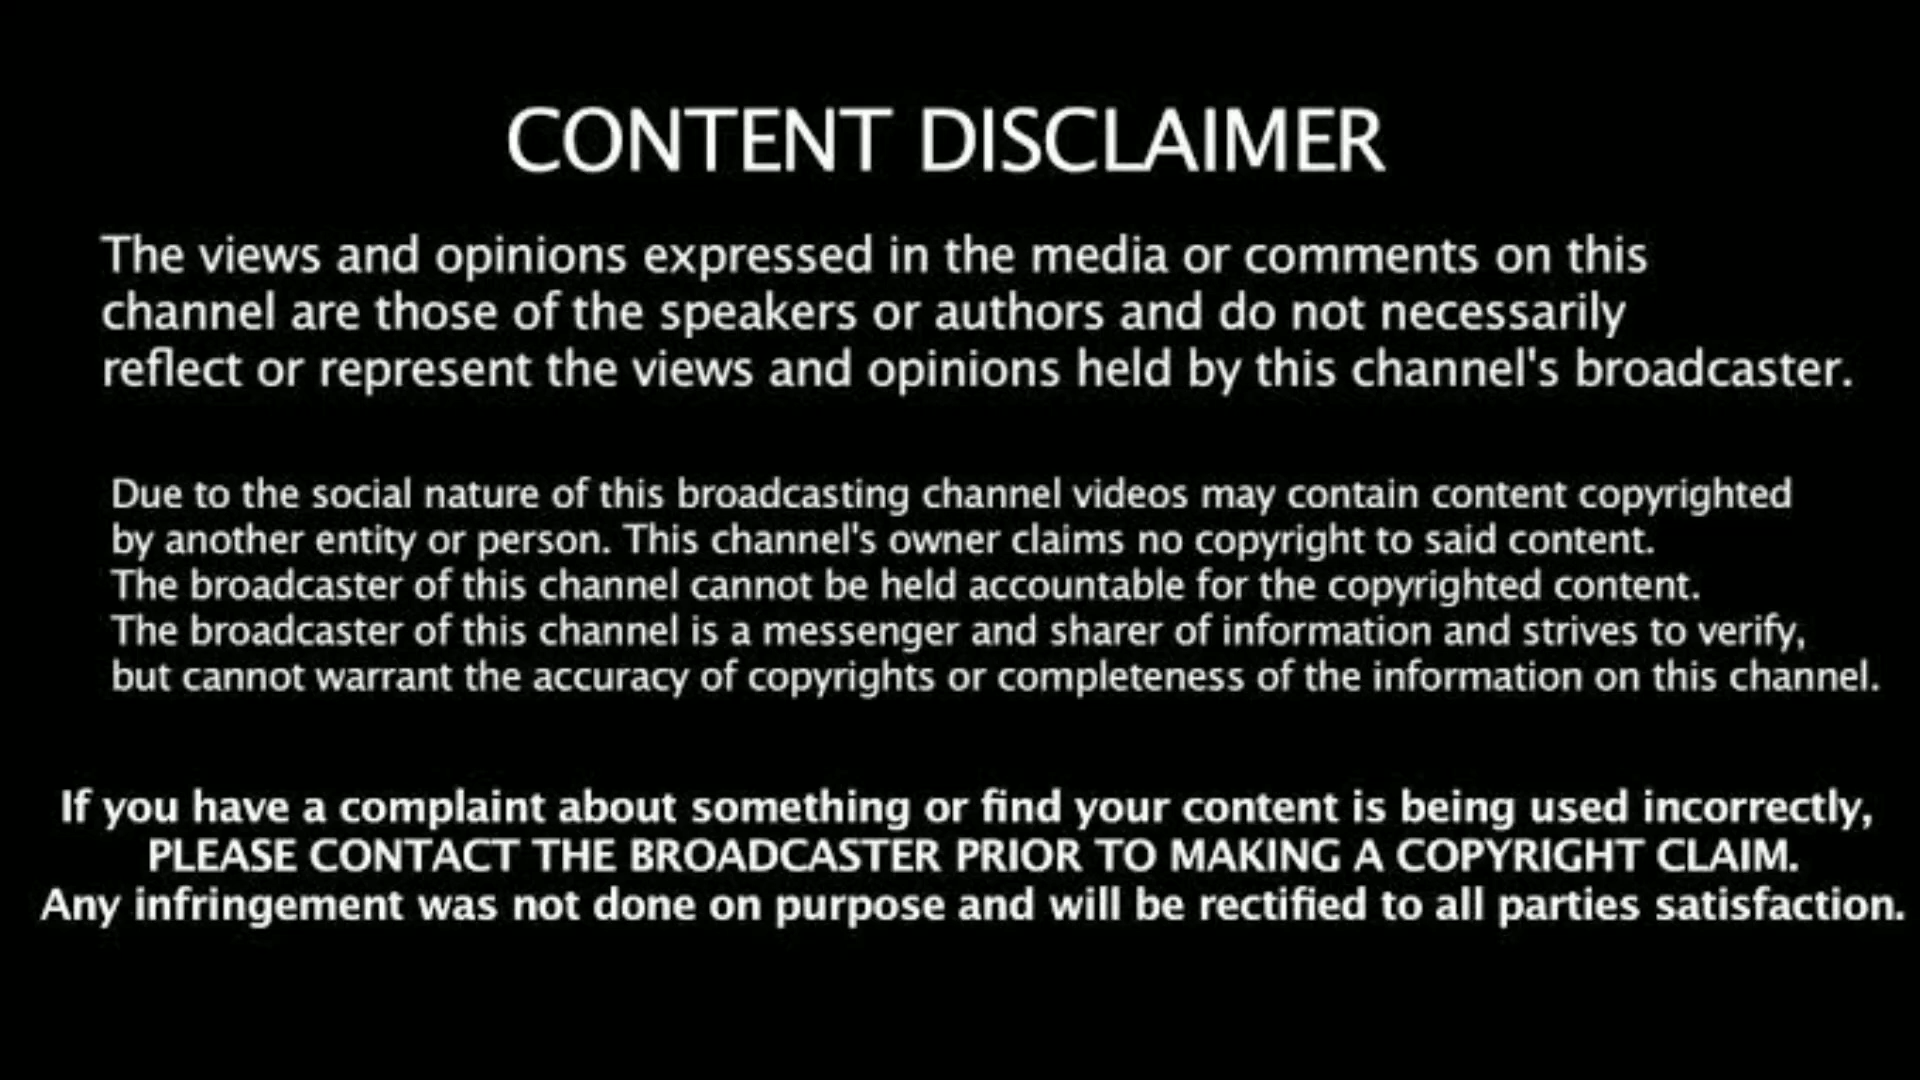 CONTENT DISCLAIMER
The views and opinions expressed in the media or comments on this
channel are those of the speakers or authors and do not necessarily
reflect or represent the views and opinions held by this channel's broadcaster.
Due to the social nature of this broadcasting channel videos may contain content copyrighted
by another entity or person. This channel's owner claims no copyright to said content.
The broadcaster of this channel cannot be held accountable for the copyrighted content.
The broadcaster of this channel is a messenger and sharer of information and strives to verify,
but cannot warrant the accuracy of copyrights or completeness of the information on this channel.
If you have a complaint about something or find your content is being used incorrectly,
PLEASE CONTACT THE BROADCASTER PRIOR TO MAKING A COPYRIGHT CLAIM.
Any infringement was not done on purpose and will be rectified to all parties satisfaction.